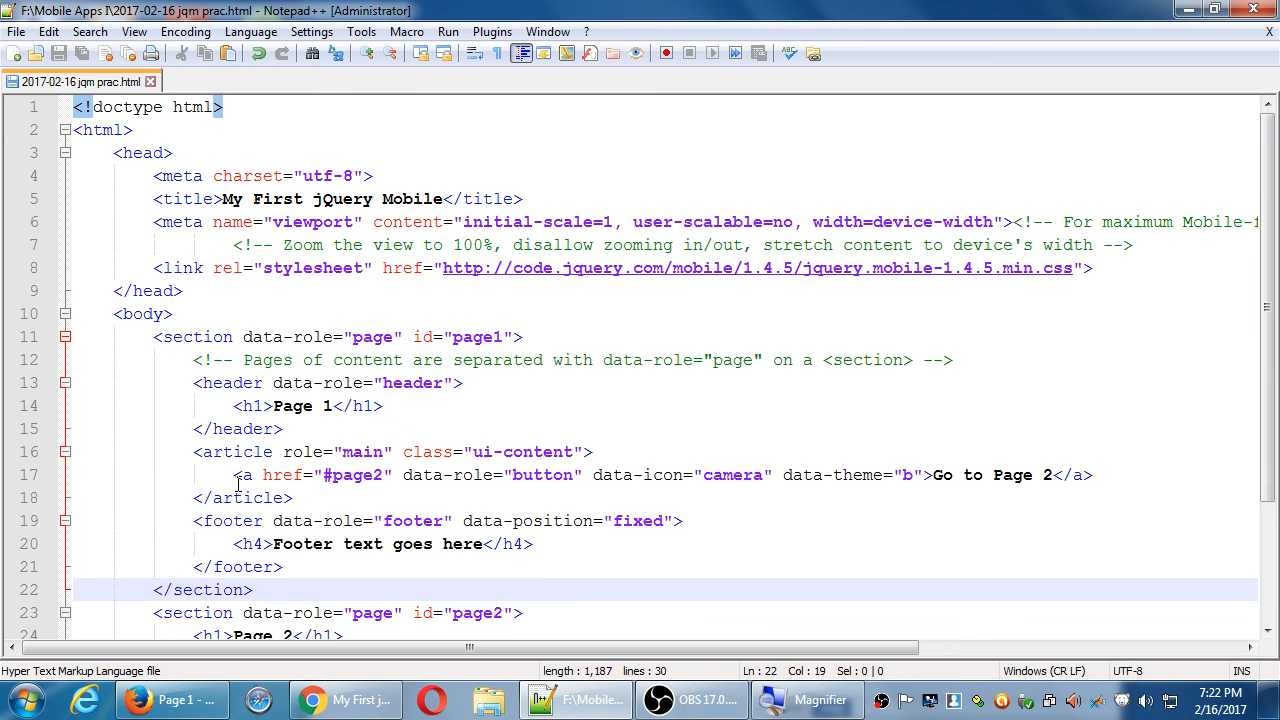 F:\Mobile Apps I\2017-02-16 jqm prac.html - Notepad++ [Administrator]
File Edit Search View Encoding Language Settings Tools Macro Run Plugins Window ? X
2017-02-16 jqm prac.html
1 <!doctype html>
2 <html>
3 <head>
4 <meta charset="utf-8">
5 <title>My First jQuery Mobile</title>
6 <meta name="viewport" content="initial-scale=1, user-scalable=no, width=device-width"><!-- For maximum Mobile-f
7 <!-- Zoom the view to 100%, disallow zooming in/out, stretch content to device's width -->
8 <link rel="stylesheet" href="http://code.jquery.com/mobile/1.4.5/jquery.mobile-1.4.5.min.css">
9 </head>
10 <body>
11 <section data-role="page" id="page1">
12 <!-- Pages of content are separated with data-role="page" on a <section> -->
13 <header data-role="header">
14 <h1>Page 1</h1>
15 </header>
16 <article role="main" class="ui-content">
17 <a href="#page2" data-role="button" data-icon="camera" data-theme="b">Go to Page 2</a>
18 </article>
19 <footer data-role="footer" data-position="fixed">
20 <h4>Footer text goes here</h4>
21 </footer>
22 </section>
23 <section data-role="page" id="page2">
24 <h1>Page 2</h1>
Hyper Text Markup Language file length : 1,187 lines : 30 Ln : 22 Col : 19 Sel : 0 | 0 Windows (CR LF) UTF-8 INS
Page 1 - ... My First j... F:\Mobile... OBS 17.0.... Magnifier 7:22 PM
2/16/2017